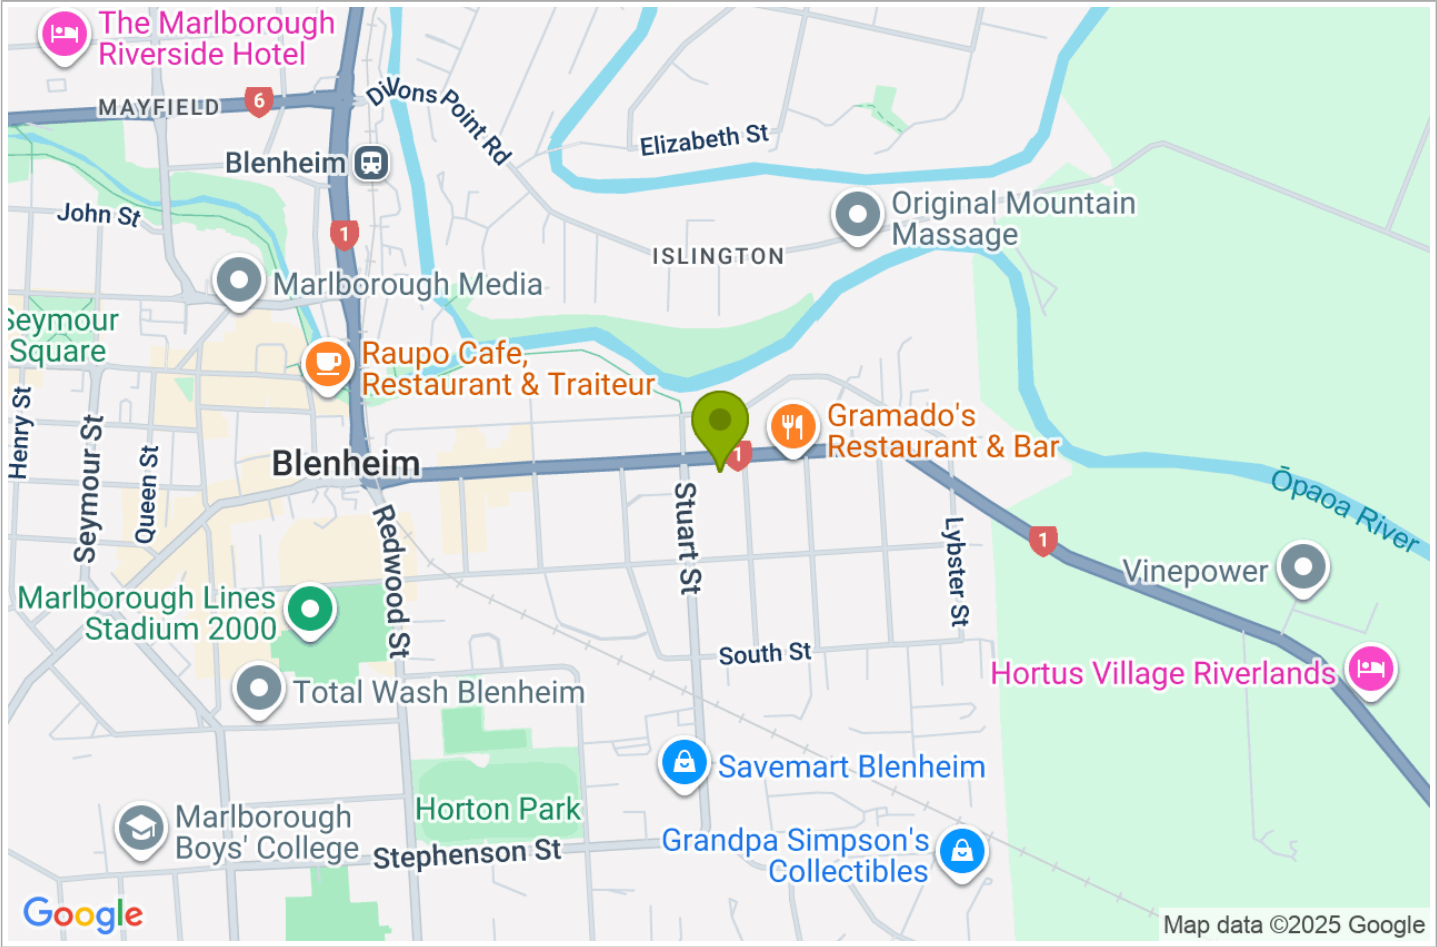 The Marlborough
Riverside Hotel
MAYFIELD
6
Dillons Point Rd
Elizabeth St
Blenheim
John St
1
Original Mountain
Massage
ISLINGTON
Marlborough Media
Seymour
Square
Raupo Cafe,
Restaurant & Traiteur
Henry St
Seymour St
Queen St
Blenheim
1
Gramado's
Restaurant & Bar
Ōpaoa River
Redwood St
Stuart St
Lybster St
1
Vinepower
Marlborough Lines
Stadium 2000
South St
Hortus Village Riverlands
Total Wash Blenheim
Savemart Blenheim
Horton Park
Marlborough
Boys' College
Stephenson St
Grandpa Simpson's
Collectibles
Google
Map data ©2025 Google